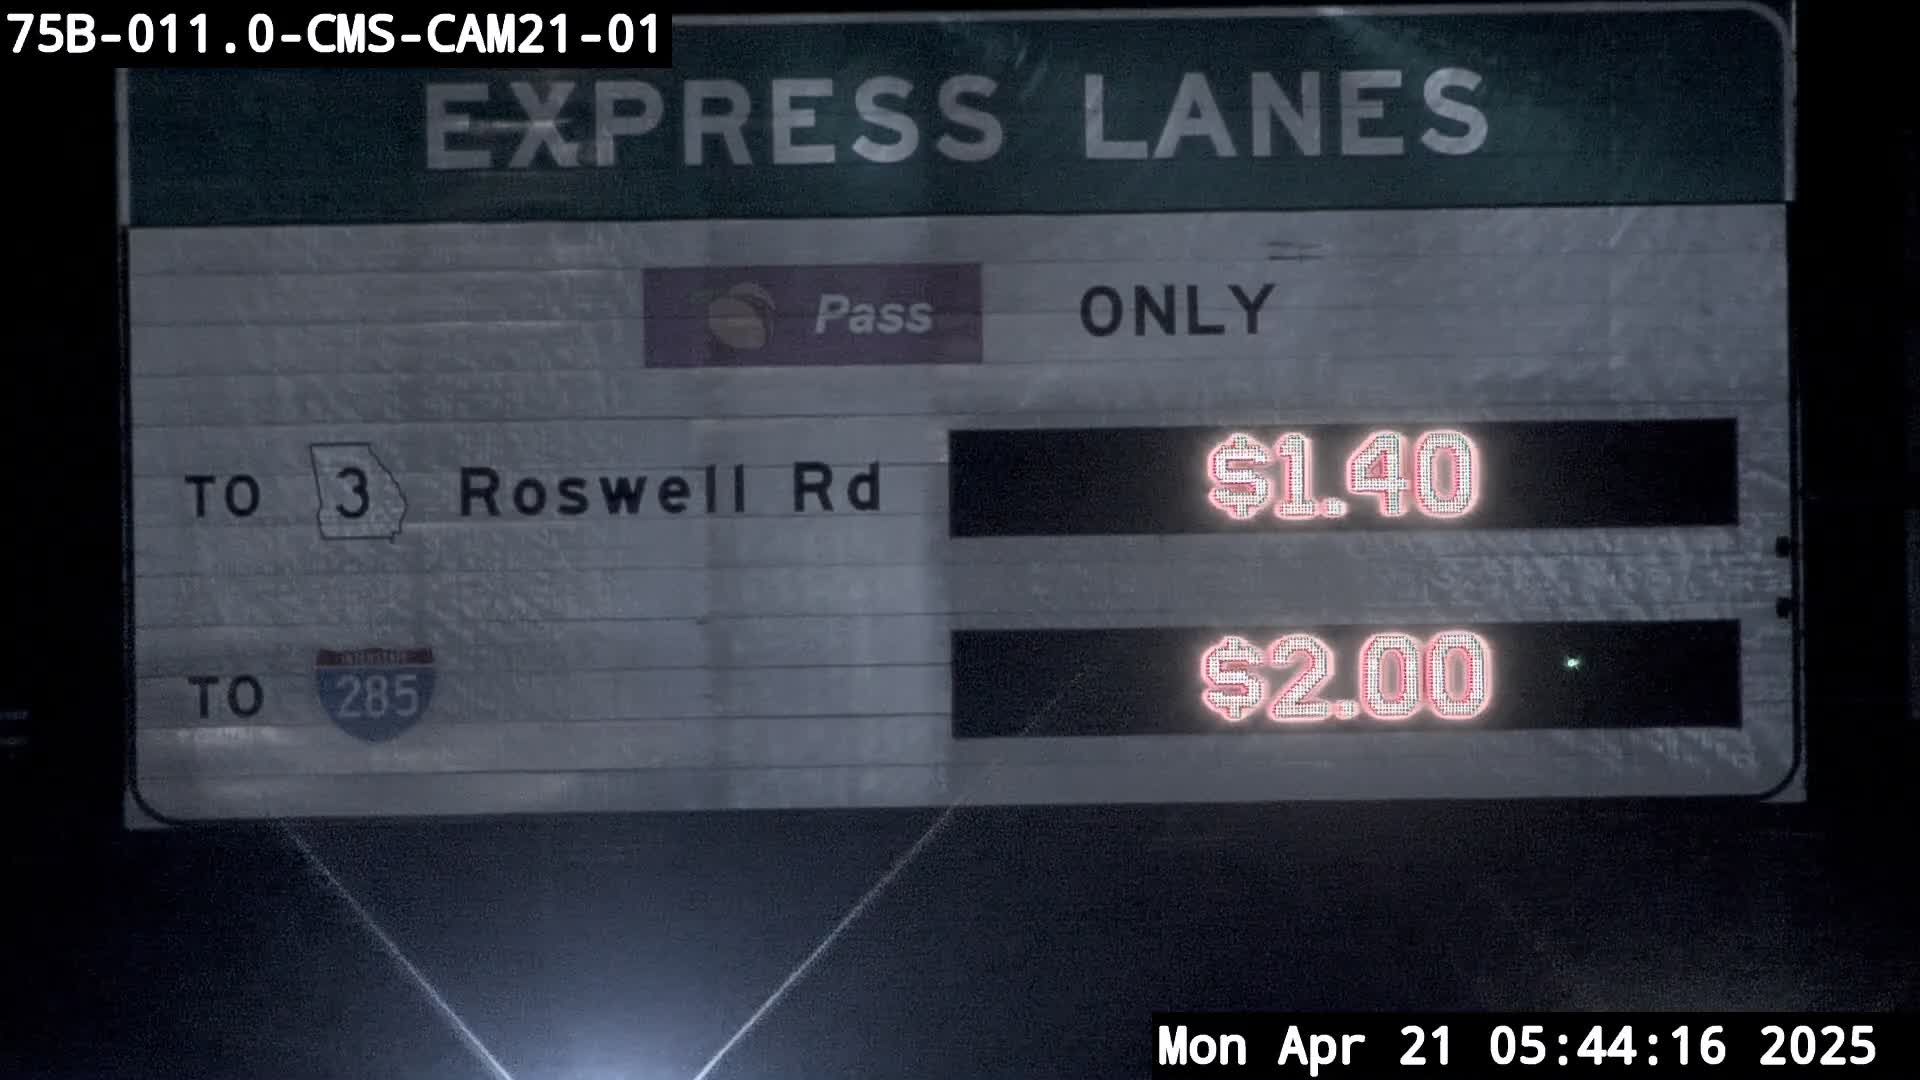 75B-011.0-CMS-CAM21-01
EXPRESS LANES
Pass ONLY
TO 3 Roswell Rd $1.40
TO INTERSTATE 285 $2.00
Mon Apr 21 05:44:16 2025